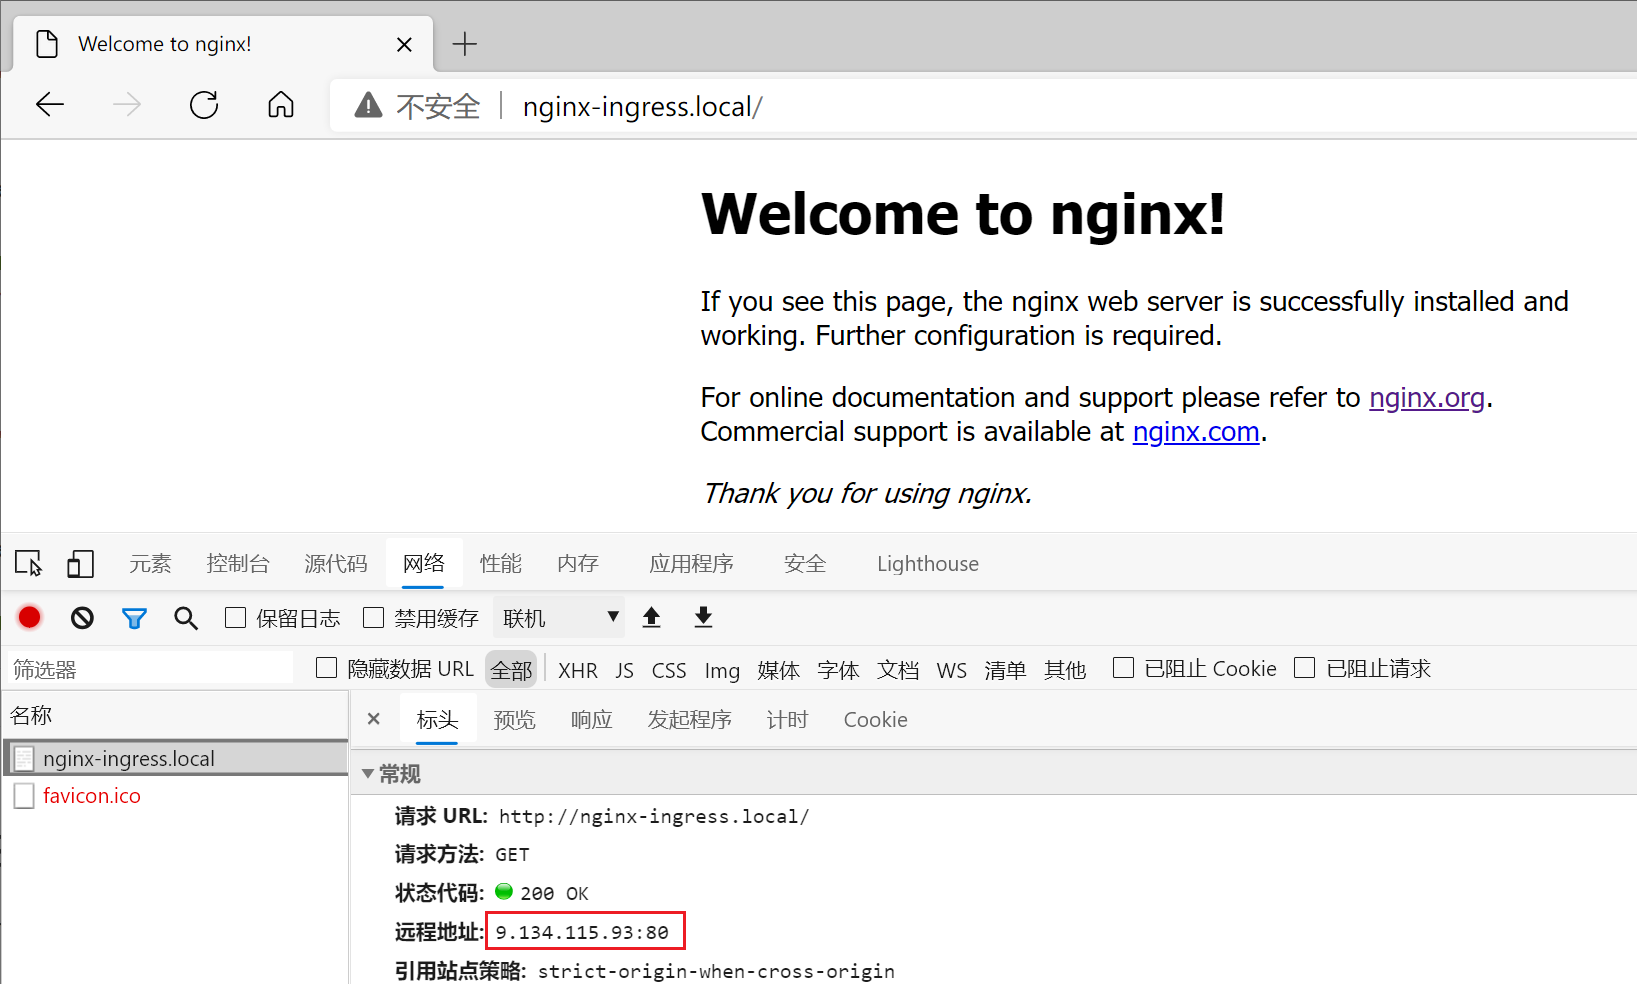 Welcome to nginx!
不安全 nginx-ingress.local/
Welcome to nginx!
If you see this page, the nginx web server is successfully installed and
working. Further configuration is required.
For online documentation and support please refer to nginx.org.
Commercial support is available at nginx.com.
Thank you for using nginx.
元素 控制台 源代码 网络 性能 内存 应用程序 安全 Lighthouse
保留日志 禁用缓存 联机
筛选器 隐藏数据 URL 全部 XHR JS CSS Img 媒体 字体 文档 WS 清单 其他 已阻止 Cookie 已阻止请求
名称 标头 预览 响应 发起程序 计时 Cookie
nginx-ingress.local
favicon.ico
常规
请求 URL: http://nginx-ingress.local/
请求方法: GET
状态代码: 200 OK
远程地址: 9.134.115.93:80
引用站点策略: strict-origin-when-cross-origin